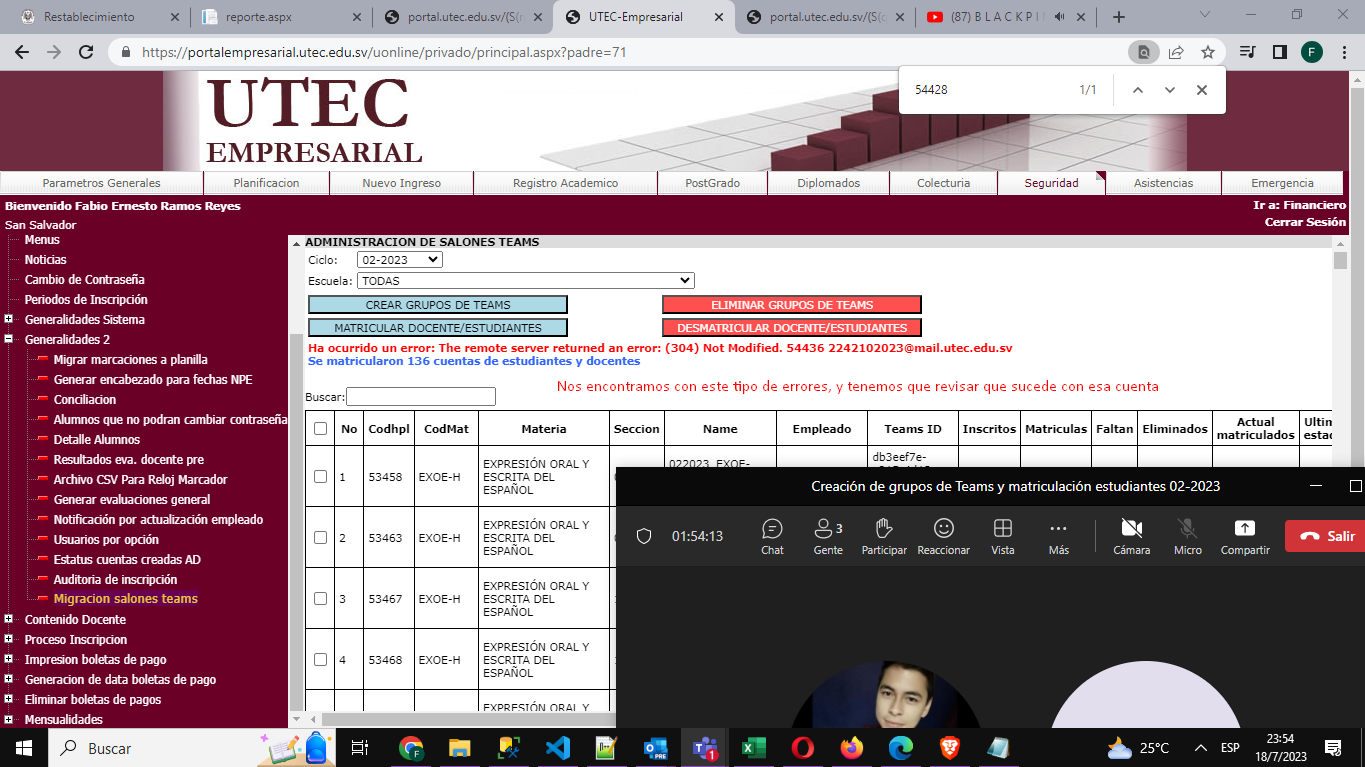 Restablecimiento
reporte.aspx
portal.utec.edu.sv/(S(n
UTEC-Empresarial
portal.utec.edu.sv/(S(
(87) B L A C K P I
https://portalempresarial.utec.edu.sv/uonline/privado/principal.aspx?padre=71
F
54428 1/1
UTEC
EMPRESARIAL
Parametros Generales
Planificacion
Nuevo Ingreso
Registro Academico
PostGrado
Diplomados
Colecturia
Seguridad
Asistencias
Emergencia
Bienvenido Fabio Ernesto Ramos Reyes
Ir a: Financiero
San Salvador
Cerrar Sesión
Menus
Noticias
Cambio de Contraseña
Periodos de Inscripción
Generalidades Sistema
Generalidades 2
Migrar marcaciones a planilla
Generar encabezado para fechas NPE
Conciliacion
Alumnos que no podran cambiar contraseña
Detalle Alumnos
Resultados eva. docente pre
Archivo CSV Para Reloj Marcador
Generar evaluaciones general
Notificación por actualización empleado
Usuarios por opción
Estatus cuentas creadas AD
Auditoria de inscripción
Migracion salones teams
Contenido Docente
Proceso Inscripcion
Impresion boletas de pago
Generacion de data boletas de pago
Eliminar boletas de pagos
Mensualidades
ADMINISTRACION DE SALONES TEAMS
Ciclo: 02-2023
Escuela: TODAS
CREAR GRUPOS DE TEAMS
ELIMINAR GRUPOS DE TEAMS
MATRICULAR DOCENTE/ESTUDIANTES
DESMATRICULAR DOCENTE/ESTUDIANTES
Ha ocurrido un error: The remote server returned an error: (304) Not Modified. 54436 2242102023@mail.utec.edu.sv
Se matricularon 136 cuentas de estudiantes y docentes
Nos encontramos con este tipo de errores, y tenemos que revisar que sucede con esa cuenta
Buscar:
No Codhpl CodMat Materia Seccion Name Empleado Teams ID Inscritos Matriculas Faltan Eliminados Actual matriculados Ultin estad
1 53458 EXOE-H EXPRESIÓN ORAL Y ESCRITA DEL ESPAÑOL 022023_EXOE- db3eef7e-
2 53463 EXOE-H EXPRESIÓN ORAL Y ESCRITA DEL ESPAÑOL
3 53467 EXOE-H EXPRESIÓN ORAL Y ESCRITA DEL ESPAÑOL
4 53468 EXOE-H EXPRESIÓN ORAL Y ESCRITA DEL ESPAÑOL
EXPRESIÓN ORAL Y
Creación de grupos de Teams y matriculación estudiantes 02-2023
01:54:13
Chat
3
Gente
Participar
Reaccionar
Vista
Más
Cámara
Micro
Compartir
Salir
Buscar
F
PRE
1
25°C
ESP
23:54
18/7/2023